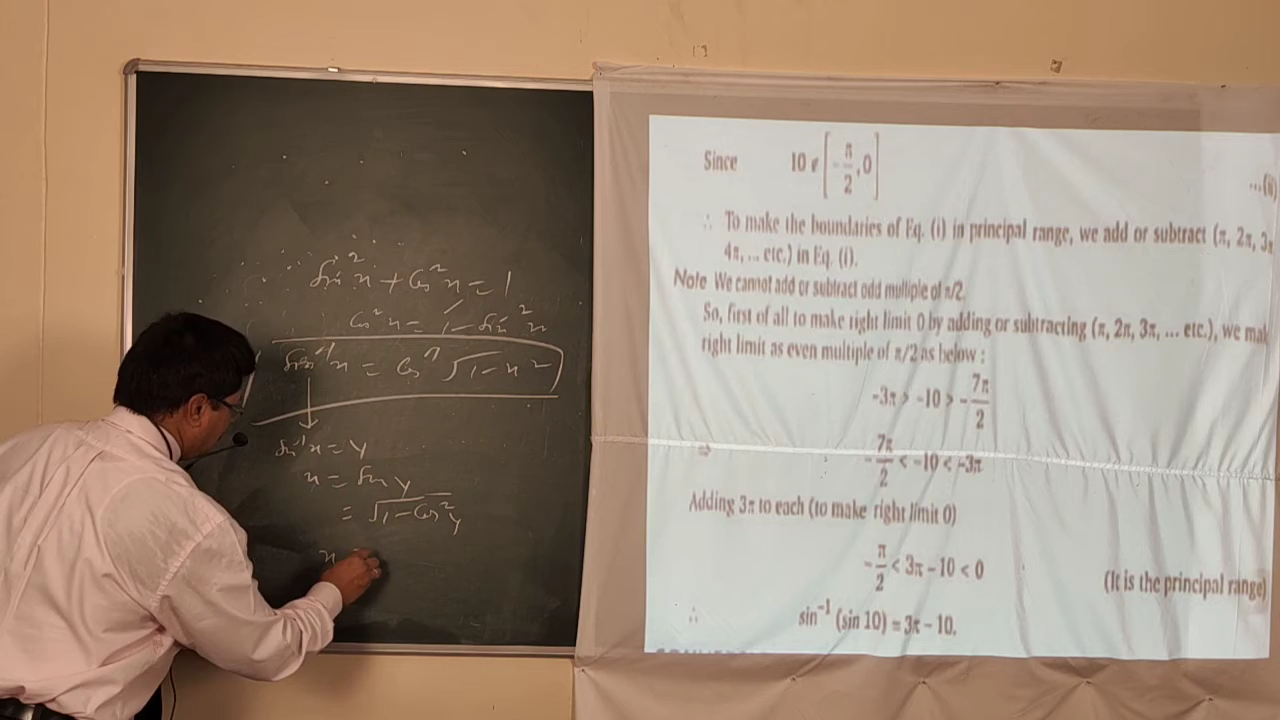 sin²x + cos²x = 1
cos²x = 1 - sin²x
sin⁻¹x = cos⁻¹ √1-x²
sin⁻¹x = y
x = sin y
= √1-cos²y
x
Since 10 ∉ [-π/2, 0] ...(ii)
∴ To make the boundaries of Eq. (i) in principal range, we add or subtract (π, 2π, 3π
4π, ... etc.) in Eq. (i).
Note We cannot add or subtract odd multiple of π/2.
So, first of all to make right limit 0 by adding or subtracting (π, 2π, 3π, ... etc.), we mak
right limit as even multiple of π/2 as below :
-3π > -10 > -7π/2
⇒ -7π/2 < -10 < -3π
Adding 3π to each (to make right limit 0)
-π/2 < 3π - 10 < 0 (It is the principal range)
∴ sin⁻¹ (sin 10) = 3π - 10.